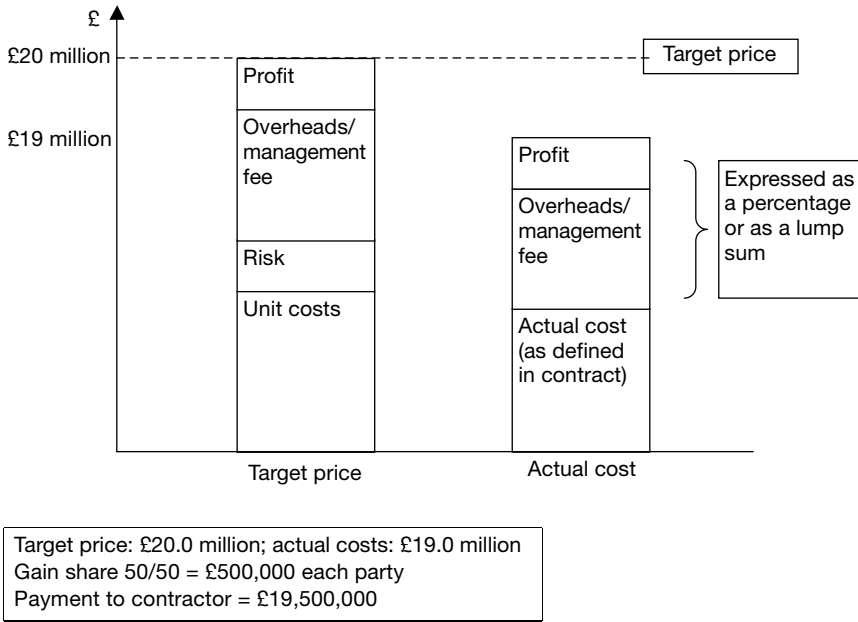 £
£20 million
Target price
Profit
Overheads/
management
fee
Risk
Unit costs
£19 million
Profit
Overheads/
management
fee
Actual cost
(as defined
in contract)
Expressed as
a percentage
or as a lump
sum
Target price
Actual cost
Target price: £20.0 million; actual costs: £19.0 million
Gain share 50/50 = £500,000 each party
Payment to contractor = £19,500,000